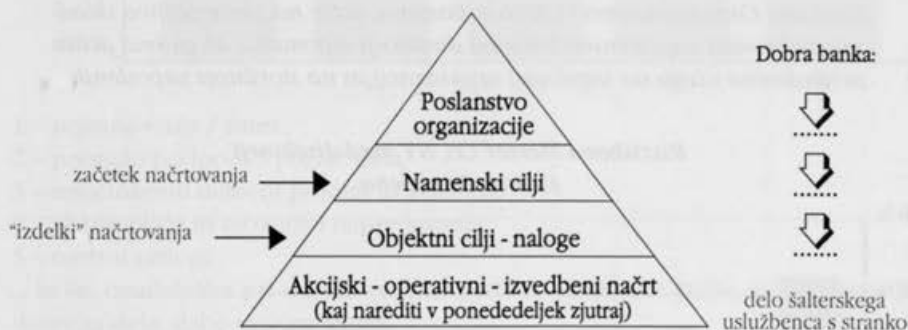 Dobra banka:
Poslanstvo
organizacije
..........
začetek načrtovanja
Namenski cilji
..........
"izdelki" načrtovanja
Objektni cilji - naloge
..........
Akcijski - operativni - izvedbeni načrt
(kaj narediti v ponededeljek zjutraj)
delo šalterskega
uslužbenca s stranko